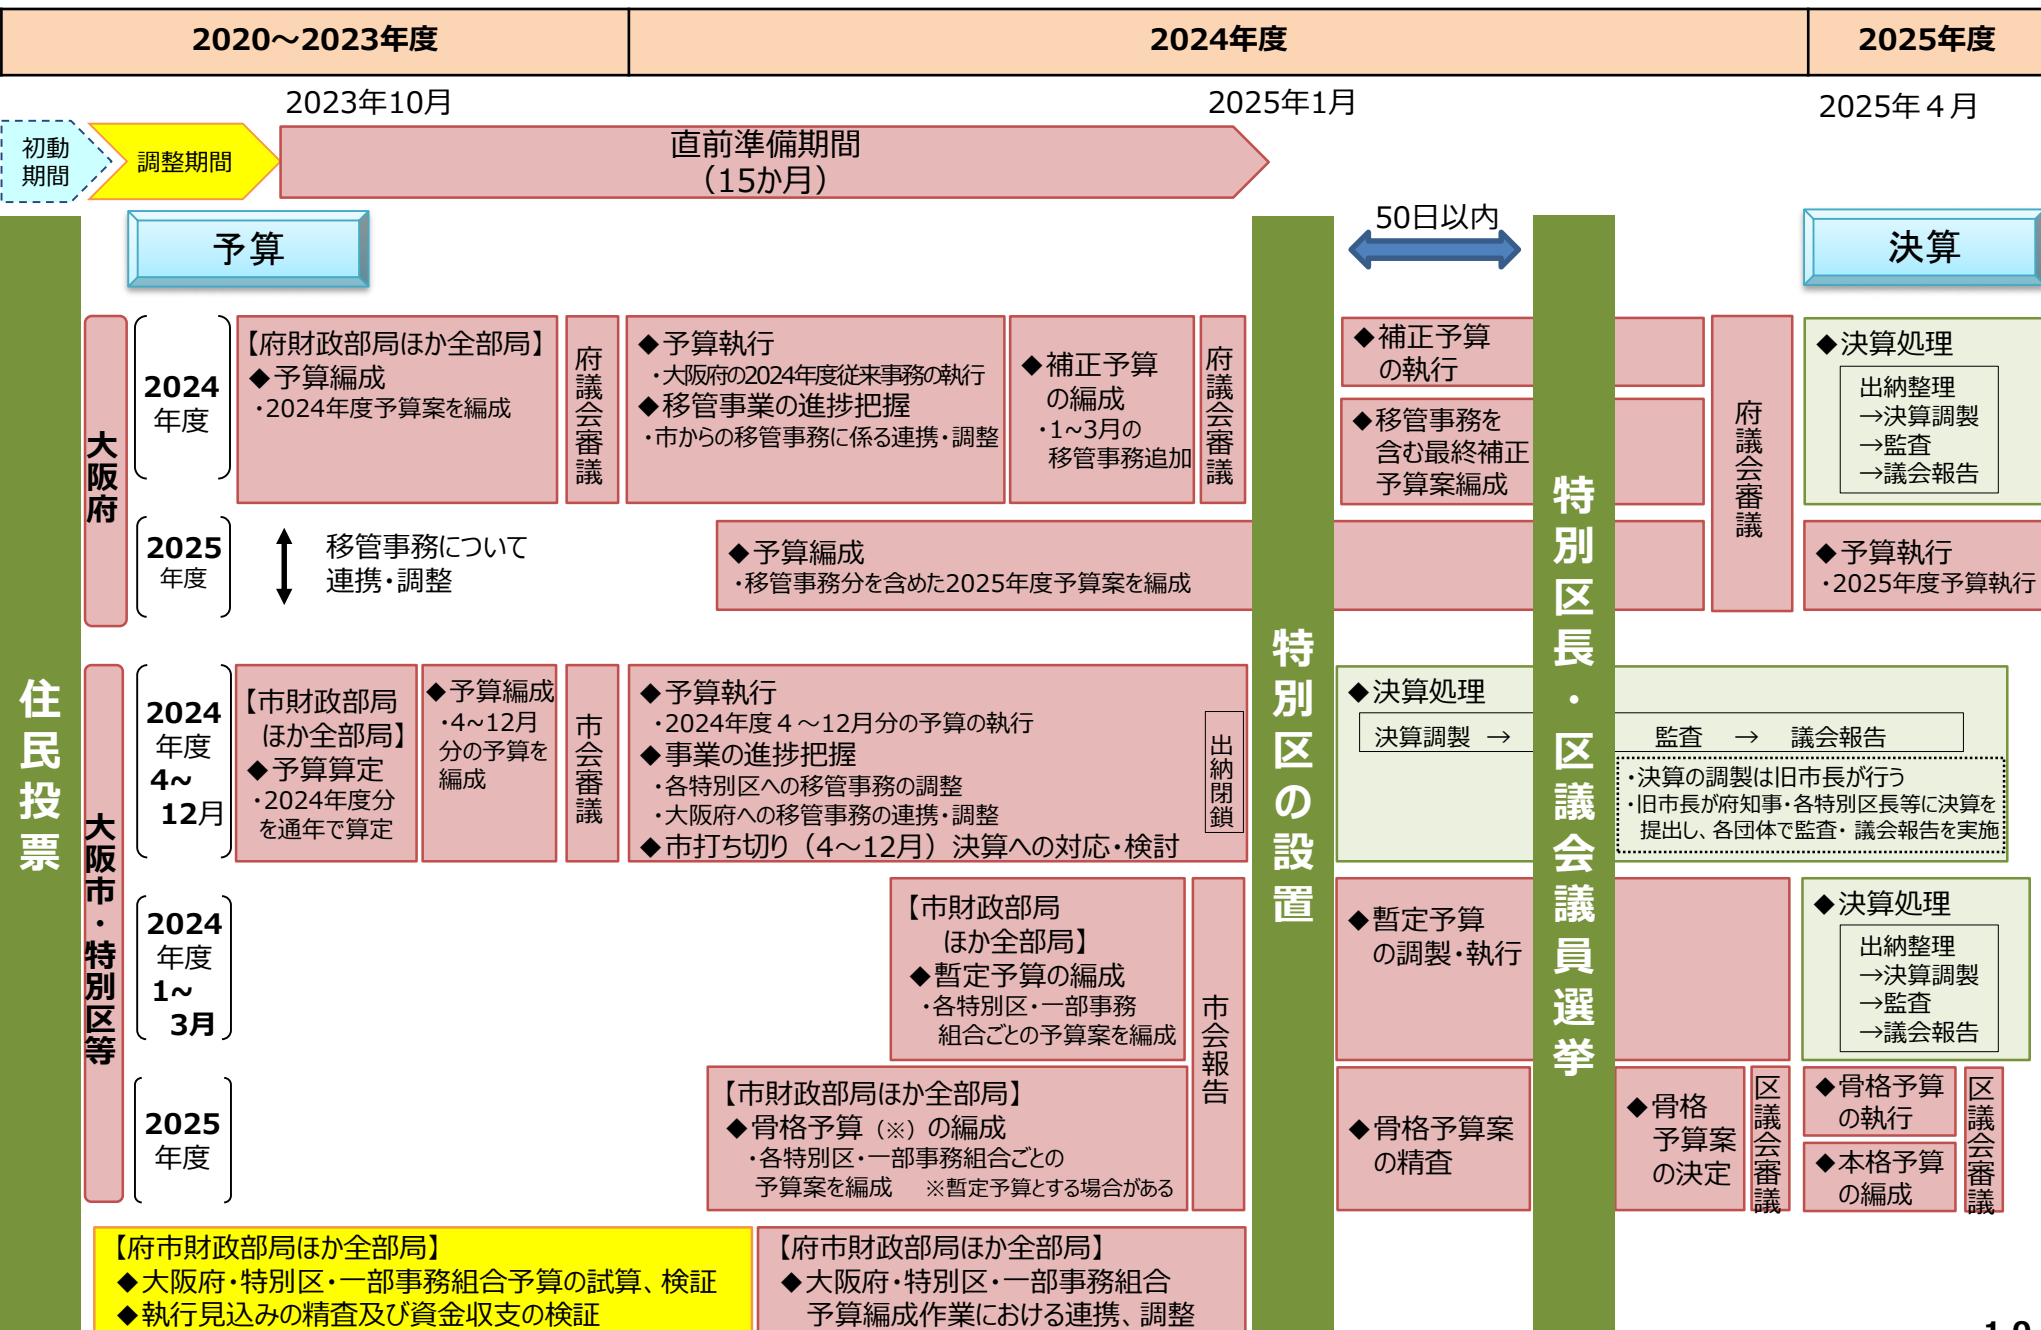 2020～2023年度
2024年度
2025年度
2023年10月
2025年1月
2025年４月
初動
期間
調整期間
直前準備期間
（15か月）
予算
50日以内
決算
住民投票
特別区の設置
特別区長・区議会議員選挙
大阪府
2024
年度
【府財政部局ほか全部局】
◆予算編成
・2024年度予算案を編成
府議会審議
◆予算執行
・大阪府の2024年度従来事務の執行
◆移管事業の進捗把握
・市からの移管事務に係る連携・調整
◆補正予算
の編成
・1~3月の
移管事務追加
府議会審議
◆補正予算
の執行
◆移管事務を
含む最終補正
予算案編成
府議会審議
◆決算処理
出納整理
→決算調製
→監査
→議会報告
2025
年度
移管事務について
連携・調整
◆予算編成
・移管事務分を含めた2025年度予算案を編成
◆予算執行
・2025年度予算執行
大阪市・特別区等
2024
年度
4~
12月
【市財政部局
ほか全部局】
◆予算算定
・2024年度分
を通年で算定
◆予算編成
・4~12月
分の予算を
編成
市会審議
◆予算執行
・2024年度４～12月分の予算の執行
◆事業の進捗把握
・各特別区への移管事務の調整
・大阪府への移管事務の連携・調整
◆市打ち切り（4～12月）決算への対応・検討
出納閉鎖
◆決算処理
決算調製 → 監査 → 議会報告
・決算の調製は旧市長が行う
・旧市長が府知事・各特別区長等に決算を
提出し、各団体で監査・議会報告を実施
2024
年度
1~
3月
【市財政部局
ほか全部局】
◆暫定予算の編成
・各特別区・一部事務
組合ごとの予算案を編成
市会報告
◆暫定予算
の調製・執行
◆決算処理
出納整理
→決算調製
→監査
→議会報告
2025
年度
【市財政部局ほか全部局】
◆骨格予算（※）の編成
・各特別区・一部事務組合ごとの
予算案を編成 ※暫定予算とする場合がある
◆骨格予算案
の精査
◆骨格
予算案
の決定
区議会審議
◆骨格予算
の執行
◆本格予算
の編成
区議会審議
【府市財政部局ほか全部局】
◆大阪府・特別区・一部事務組合予算の試算、検証
◆執行見込みの精査及び資金収支の検証
【府市財政部局ほか全部局】
◆大阪府・特別区・一部事務組合
予算編成作業における連携、調整